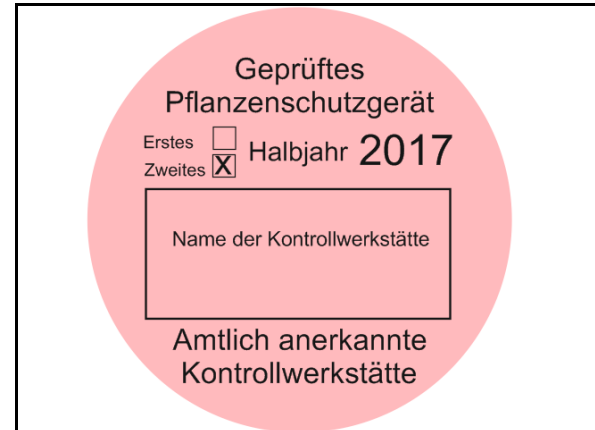 Geprüftes
Pflanzenschutzgerät
Erstes
Zweites X Halbjahr 2017
Name der Kontrollwerkstätte
Amtlich anerkannte
Kontrollwerkstätte